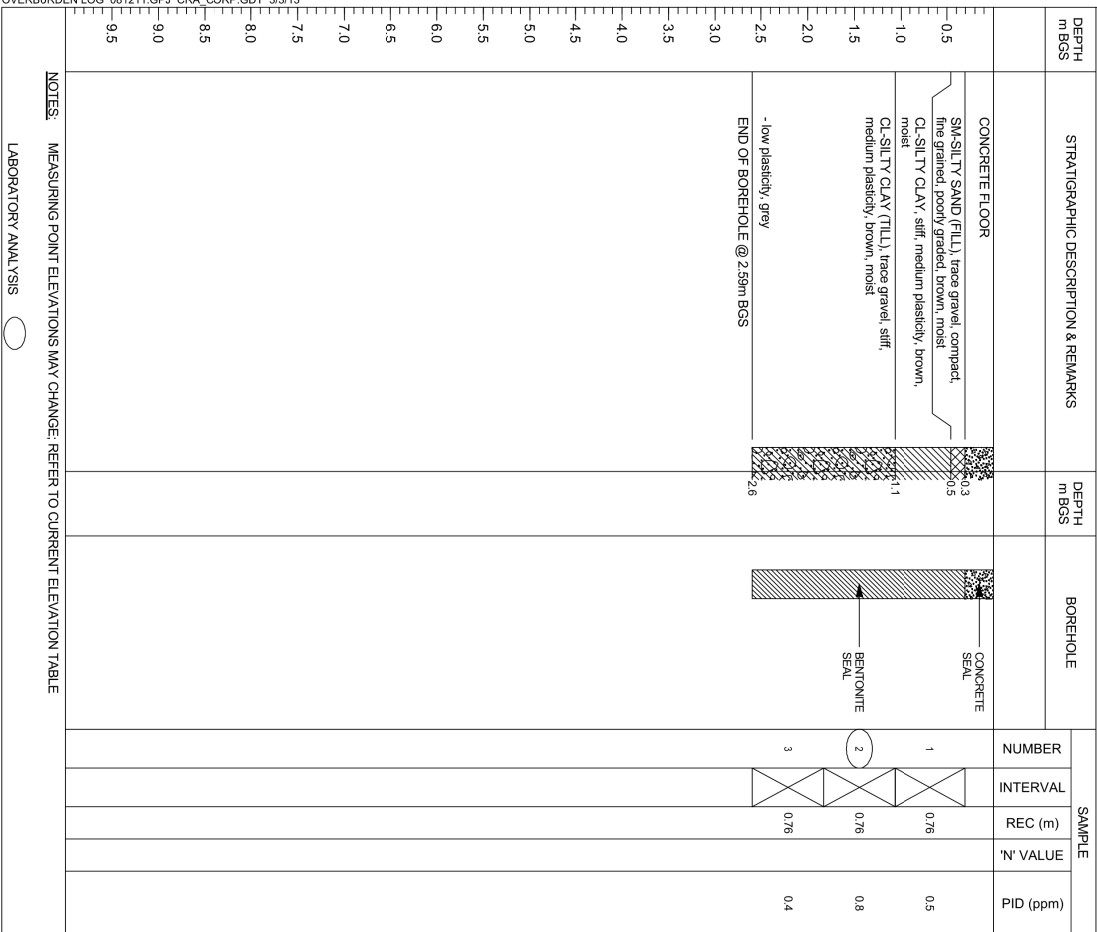 OVERBURDEN LOG 081211.GPJ CRA_CORP.GDT 3/3/15
DEPTH
m BGS
STRATIGRAPHIC DESCRIPTION & REMARKS
DEPTH
m BGS
BOREHOLE
SAMPLE
NUMBER
INTERVAL
REC (m)
'N' VALUE
PID (ppm)
CONCRETE FLOOR
0.3
CONCRETE
SEAL
0.5
SM-SILTY SAND (FILL), trace gravel, compact,
fine grained, poorly graded, brown, moist
0.5
CL-SILTY CLAY, stiff, medium plasticity, brown,
moist
1
0.76
0.5
1.0
1.1
CL-SILTY CLAY (TILL), trace gravel, stiff,
medium plasticity, brown, moist
1.5
BENTONITE
SEAL
2
0.76
0.8
2.0
3
0.76
0.4
2.5
- low plasticity, grey
2.6
END OF BOREHOLE @ 2.59m BGS
3.0
3.5
4.0
4.5
5.0
5.5
6.0
6.5
7.0
7.5
8.0
8.5
9.0
9.5
NOTES: MEASURING POINT ELEVATIONS MAY CHANGE; REFER TO CURRENT ELEVATION TABLE
LABORATORY ANALYSIS